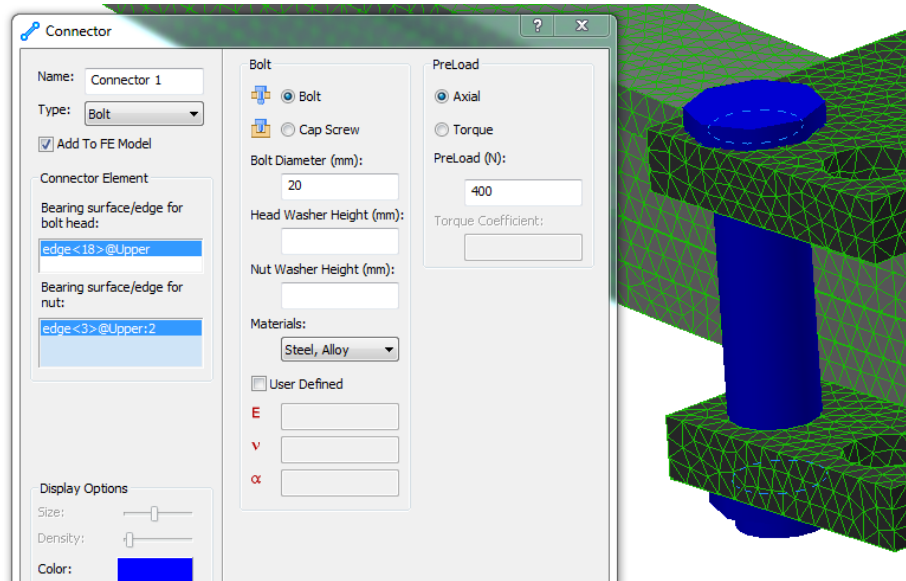 Connector
?
X
Name: Connector 1
Type: Bolt
Add To FE Model
Connector Element
Bearing surface/edge for
bolt head:
edge<18>@Upper
Bearing surface/edge for
nut:
edge<3>@Upper:2
Display Options
Size:
Density:
Color:
Bolt
Bolt
Cap Screw
Bolt Diameter (mm):
20
Head Washer Height (mm):
Nut Washer Height (mm):
Materials:
Steel, Alloy
User Defined
E
ν
α
PreLoad
Axial
Torque
PreLoad (N):
400
Torque Coefficient: